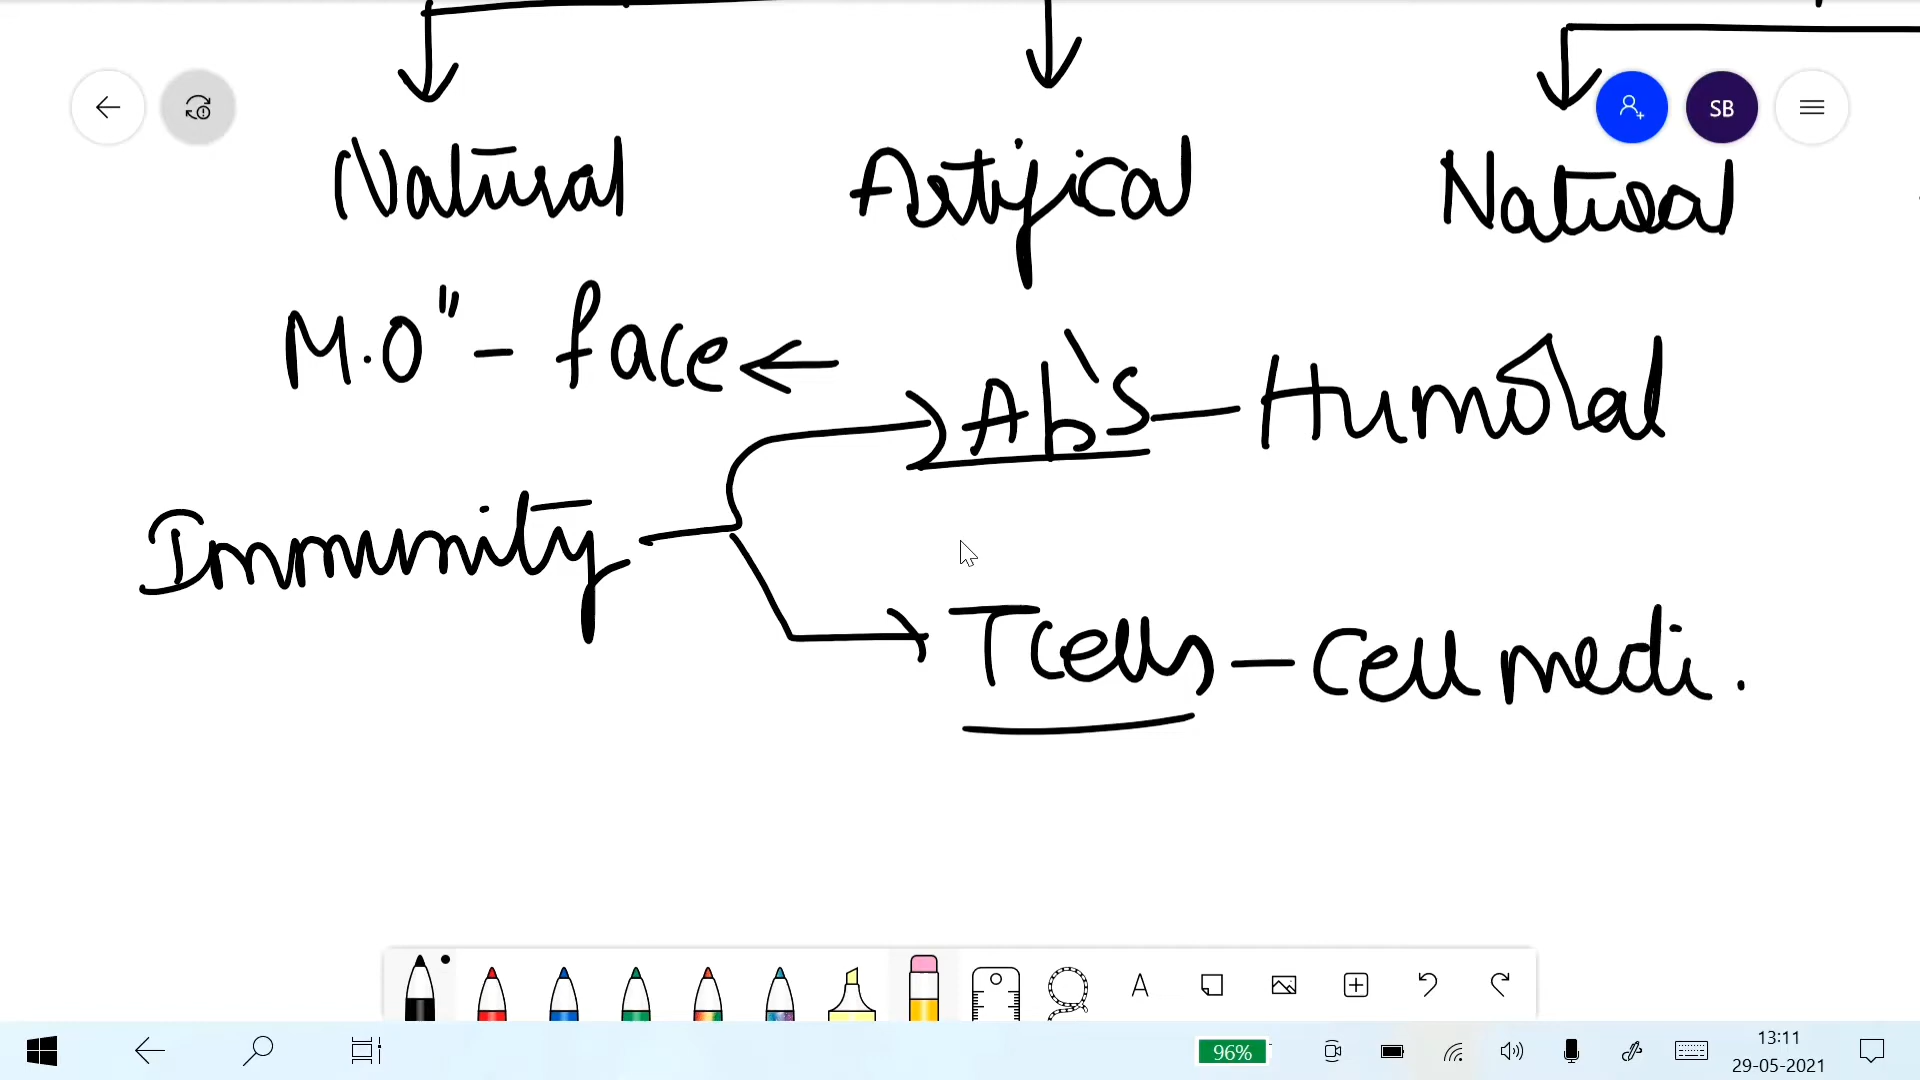 SB
Natural Artifical Natural
M.O" - face ←
Ab's - Humoral
Immunity
Tcells - Cell medi.
A
96%
13:11
29-05-2021